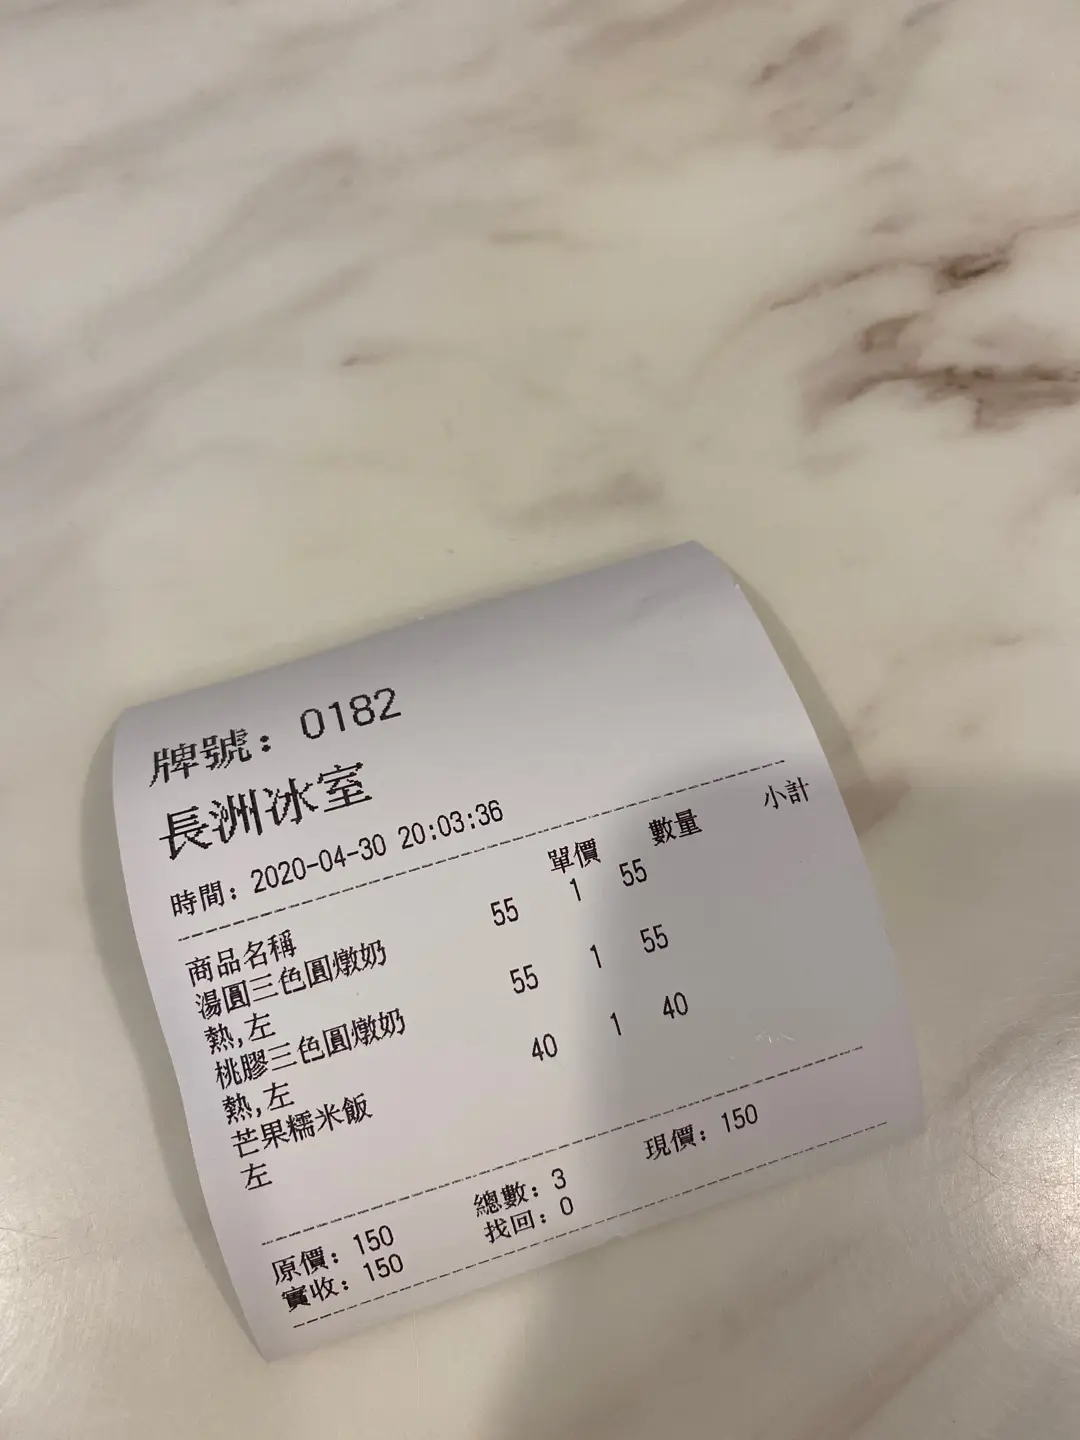 牌號: 0182
長洲冰室
時間: 2020-04-30 20:03:36
商品名稱 單價 數量 小計
湯圓三色圓燉奶 55 1 55
熱,左
桃膠三色圓燉奶 55 1 55
熱,左
芒果糯米飯 40 1 40
左
原價: 150 總數: 3 現價: 150
實收: 150 找回: 0